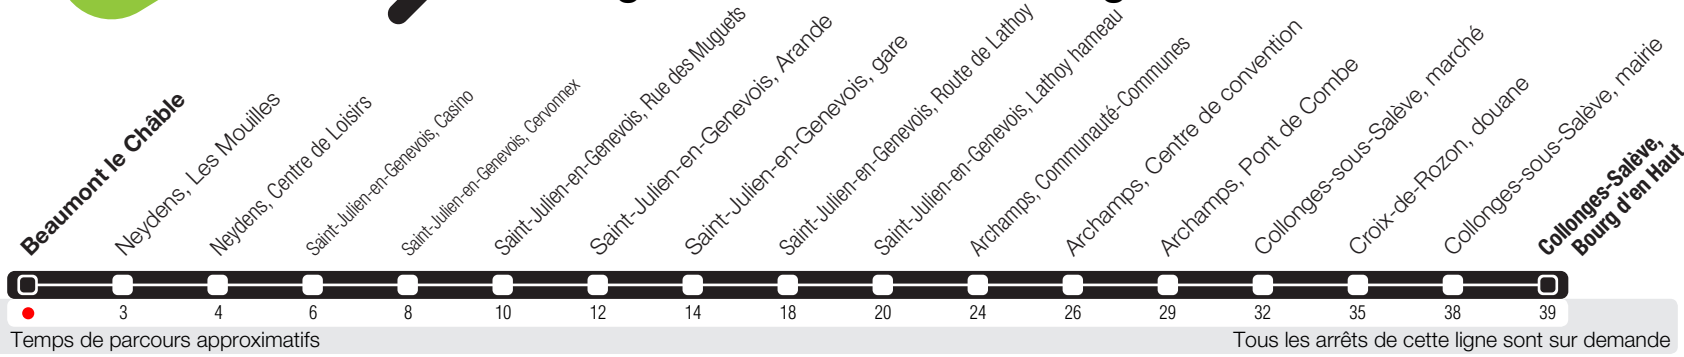 Beaumont le Châble
Neydens, Les Mouilles
Neydens, Centre de Loisirs
Saint-Julien-en-Genevois, Casino
Saint-Julien-en-Genevois, Cervonnex
Saint-Julien-en-Genevois, Rue des Muguets
Saint-Julien-en-Genevois, Arande
Saint-Julien-en-Genevois, gare
Saint-Julien-en-Genevois, Route de Lathoy
Saint-Julien-en-Genevois, Lathoy hameau
Archamps, Communauté-Communes
Archamps, Centre de convention
Archamps, Pont de Combe
Collonges-sous-Salève, marché
Croix-de-Rozon, douane
Collonges-sous-Salève, mairie
Collonges-Salève,
Bourg d'en Haut
3 4 6 8 10 12 14 18 20 24 26 29 32 35 38 39
Temps de parcours approximatifs
Tous les arrêts de cette ligne sont sur demande